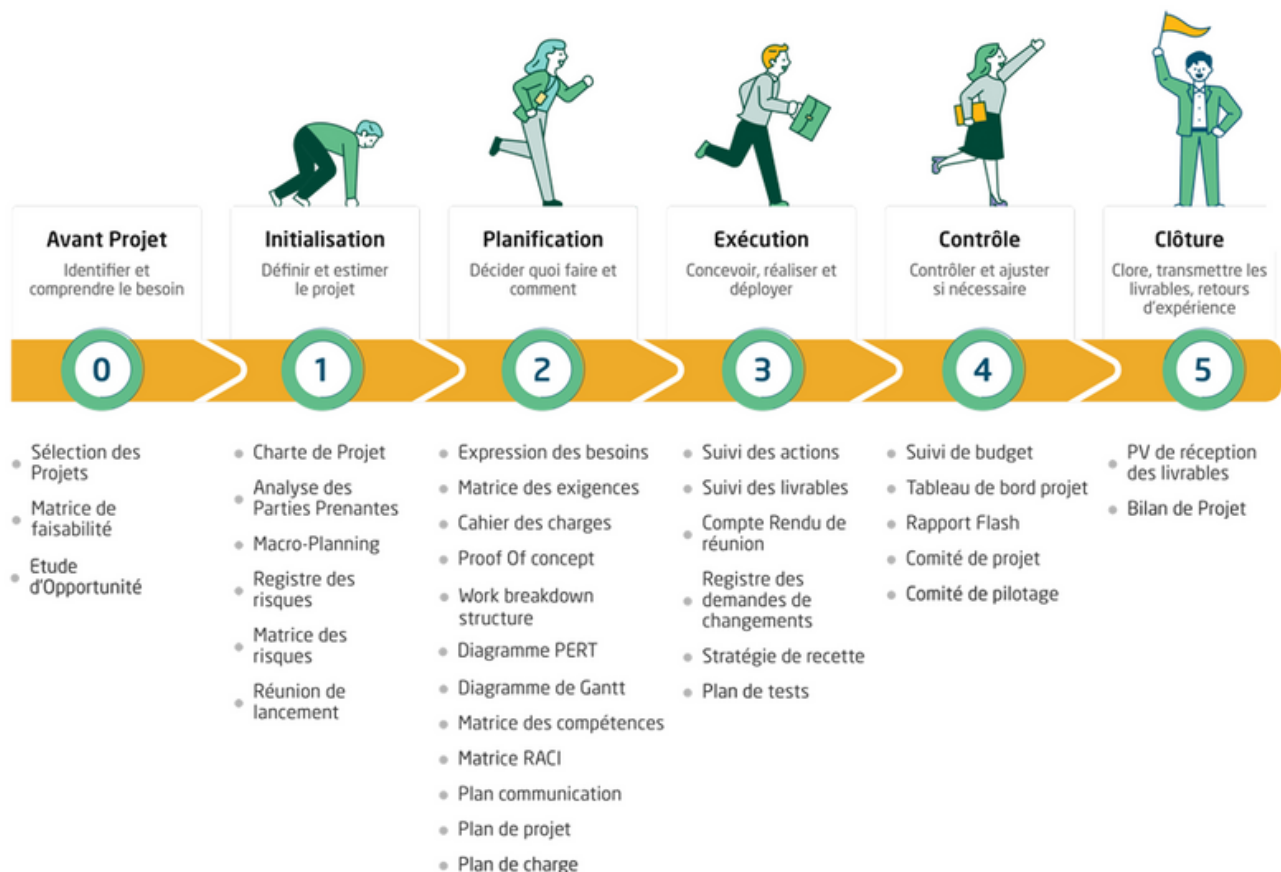 Avant Projet
Identifier et
comprendre le besoin
0
Sélection des
Projets
Matrice de
faisabilité
Etude
d'Opportunité
Initialisation
Définir et estimer
le projet
1
Charte de Projet
Analyse des
Parties Prenantes
Macro-Planning
Registre des
risques
Matrice des
risques
Réunion de
lancement
Planification
Décider quoi faire et
comment
2
Expression des besoins
Matrice des exigences
Cahier des charges
Proof Of concept
Work breakdown
structure
Diagramme PERT
Diagramme de Gantt
Matrice des compétences
Matrice RACI
Plan communication
Plan de projet
Plan de charge
Exécution
Concevoir, réaliser et
déployer
3
Suivi des actions
Suivi des livrables
Compte Rendu de
réunion
Registre des
demandes de
changements
Stratégie de recette
Plan de tests
Contrôle
Contrôler et ajuster
si nécessaire
4
Suivi de budget
Tableau de bord projet
Rapport Flash
Comité de projet
Comité de pilotage
Clôture
Clore, transmettre les
livrables, retours
d'expérience
5
PV de réception
des livrables
Bilan de Projet